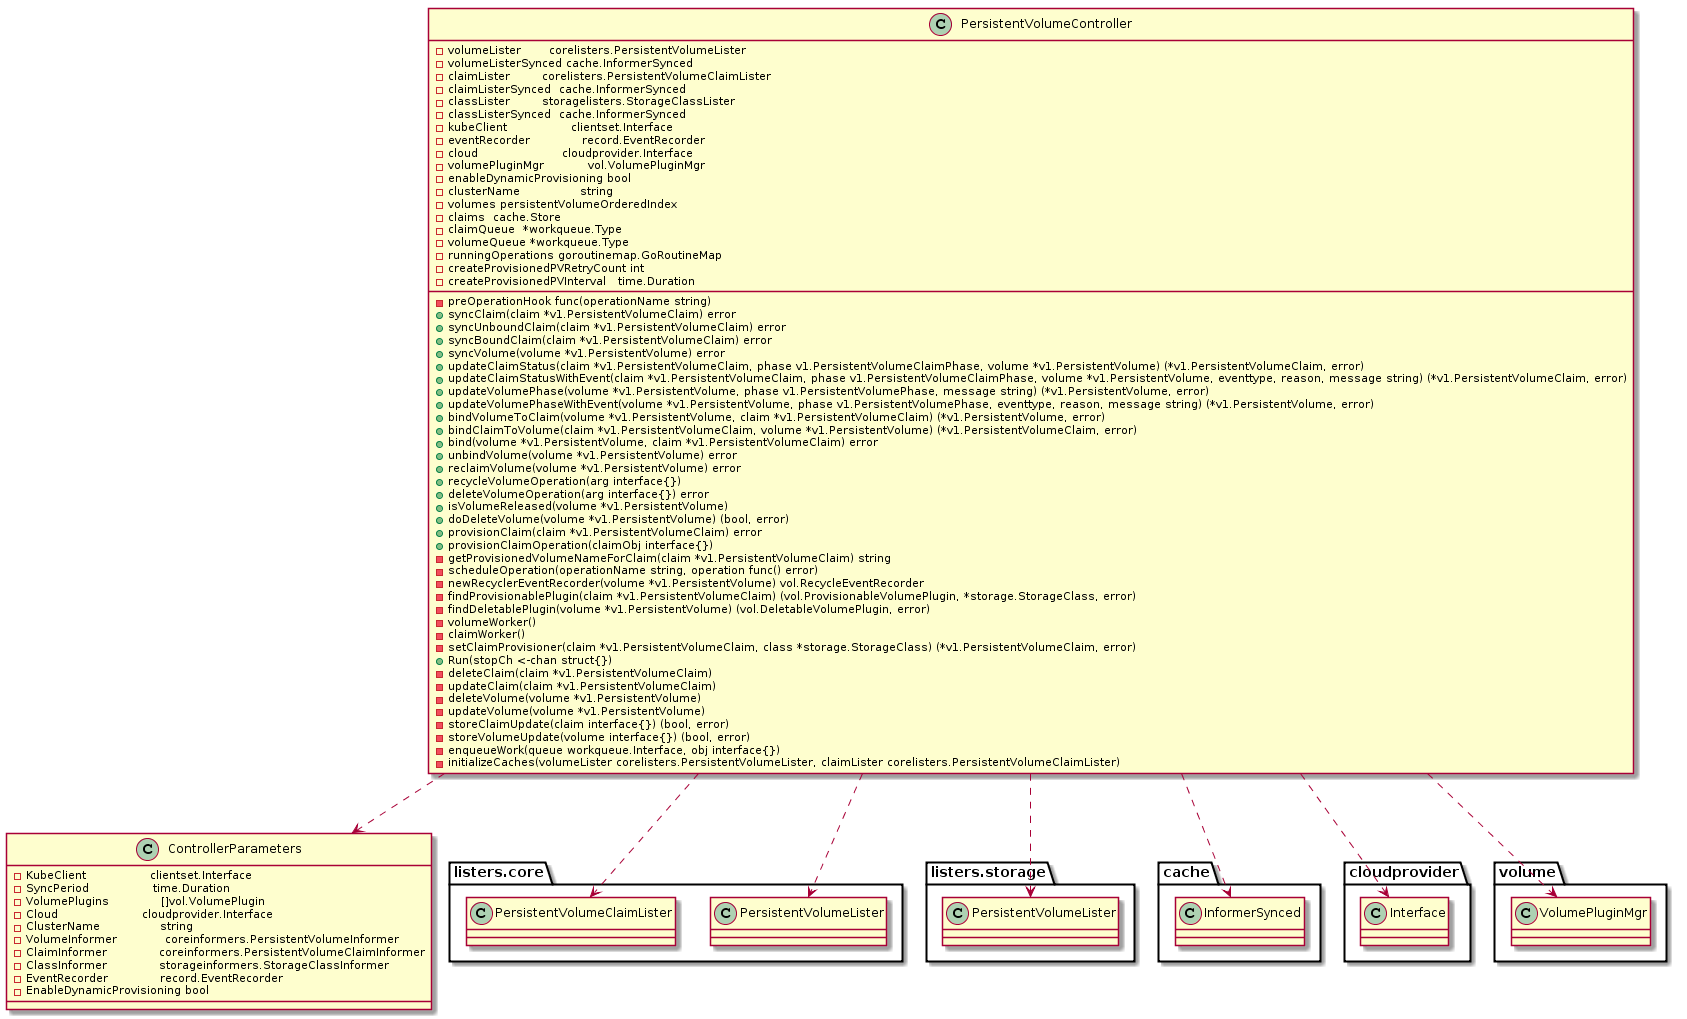 C PersistentVolumeController
volumeLister corelisters.PersistentVolumeLister
volumeListerSynced cache.InformerSynced
claimLister corelisters.PersistentVolumeClaimLister
claimListerSynced cache.InformerSynced
classLister storagelisters.StorageClassLister
classListerSynced cache.InformerSynced
kubeClient clientset.Interface
eventRecorder record.EventRecorder
cloud cloudprovider.Interface
volumePluginMgr vol.VolumePluginMgr
enableDynamicProvisioning bool
clusterName string
volumes persistentVolumeOrderedIndex
claims cache.Store
claimQueue *workqueue.Type
volumeQueue *workqueue.Type
runningOperations goroutinemap.GoRoutineMap
createProvisionedPVRetryCount int
createProvisionedPVInterval time.Duration
preOperationHook func(operationName string)
syncClaim(claim *v1.PersistentVolumeClaim) error
syncUnboundClaim(claim *v1.PersistentVolumeClaim) error
syncBoundClaim(claim *v1.PersistentVolumeClaim) error
syncVolume(volume *v1.PersistentVolume) error
updateClaimStatus(claim *v1.PersistentVolumeClaim, phase v1.PersistentVolumeClaimPhase, volume *v1.PersistentVolume) (*v1.PersistentVolumeClaim, error)
updateClaimStatusWithEvent(claim *v1.PersistentVolumeClaim, phase v1.PersistentVolumeClaimPhase, volume *v1.PersistentVolume, eventtype, reason, message string) (*v1.PersistentVolumeClaim, error)
updateVolumePhase(volume *v1.PersistentVolume, phase v1.PersistentVolumePhase, message string) (*v1.PersistentVolume, error)
updateVolumePhaseWithEvent(volume *v1.PersistentVolume, phase v1.PersistentVolumePhase, eventtype, reason, message string) (*v1.PersistentVolume, error)
bindVolumeToClaim(volume *v1.PersistentVolume, claim *v1.PersistentVolumeClaim) (*v1.PersistentVolume, error)
bindClaimToVolume(claim *v1.PersistentVolumeClaim, volume *v1.PersistentVolume) (*v1.PersistentVolumeClaim, error)
bind(volume *v1.PersistentVolume, claim *v1.PersistentVolumeClaim) error
unbindVolume(volume *v1.PersistentVolume) error
reclaimVolume(volume *v1.PersistentVolume) error
recycleVolumeOperation(arg interface{})
deleteVolumeOperation(arg interface{}) error
isVolumeReleased(volume *v1.PersistentVolume)
doDeleteVolume(volume *v1.PersistentVolume) (bool, error)
provisionClaim(claim *v1.PersistentVolumeClaim) error
provisionClaimOperation(claimObj interface{})
getProvisionedVolumeNameForClaim(claim *v1.PersistentVolumeClaim) string
scheduleOperation(operationName string, operation func() error)
newRecyclerEventRecorder(volume *v1.PersistentVolume) vol.RecycleEventRecorder
findProvisionablePlugin(claim *v1.PersistentVolumeClaim) (vol.ProvisionableVolumePlugin, *storage.StorageClass, error)
findDeletablePlugin(volume *v1.PersistentVolume) (vol.DeletableVolumePlugin, error)
volumeWorker()
claimWorker()
setClaimProvisioner(claim *v1.PersistentVolumeClaim, class *storage.StorageClass) (*v1.PersistentVolumeClaim, error)
Run(stopCh <-chan struct{})
deleteClaim(claim *v1.PersistentVolumeClaim)
updateClaim(claim *v1.PersistentVolumeClaim)
deleteVolume(volume *v1.PersistentVolume)
updateVolume(volume *v1.PersistentVolume)
storeClaimUpdate(claim interface{}) (bool, error)
storeVolumeUpdate(volume interface{}) (bool, error)
enqueueWork(queue workqueue.Interface, obj interface{})
initializeCaches(volumeLister corelisters.PersistentVolumeLister, claimLister corelisters.PersistentVolumeClaimLister)
C ControllerParameters
KubeClient clientset.Interface
SyncPeriod time.Duration
VolumePlugins []vol.VolumePlugin
Cloud cloudprovider.Interface
ClusterName string
VolumeInformer coreinformers.PersistentVolumeInformer
ClaimInformer coreinformers.PersistentVolumeClaimInformer
ClassInformer storageinformers.StorageClassInformer
EventRecorder record.EventRecorder
EnableDynamicProvisioning bool
listers.core
C PersistentVolumeClaimLister
C PersistentVolumeLister
listers.storage
C PersistentVolumeLister
cache
C InformerSynced
cloudprovider
C Interface
volume
C VolumePluginMgr